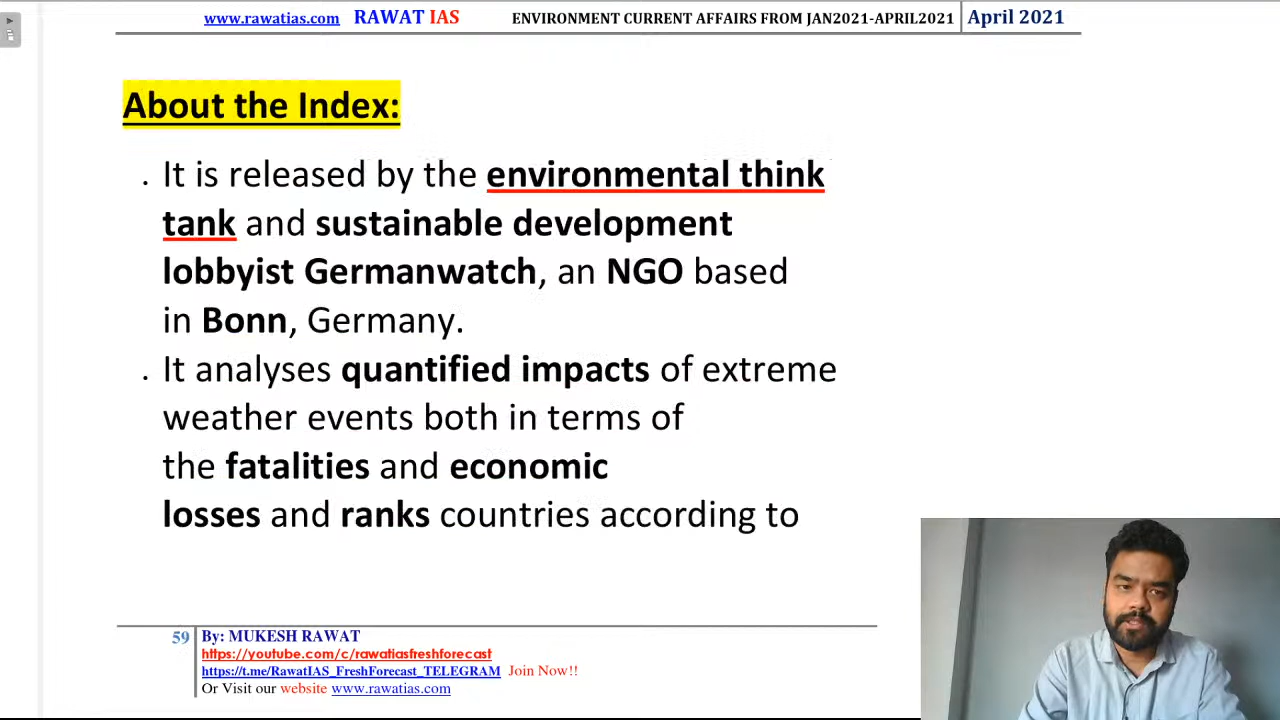 www.rawatias.com RAWAT IAS ENVIRONMENT CURRENT AFFAIRS FROM JAN2021-APRIL2021 April 2021
About the Index:
. It is released by the environmental think
tank and sustainable development
lobbyist Germanwatch, an NGO based
in Bonn, Germany.
. It analyses quantified impacts of extreme
weather events both in terms of
the fatalities and economic
losses and ranks countries according to
59 By: MUKESH RAWAT
https://youtube.com/c/rawatiasfreshforecast
https://t.me/RawatIAS_FreshForecast_TELEGRAM Join Now!!
Or Visit our website www.rawatias.com